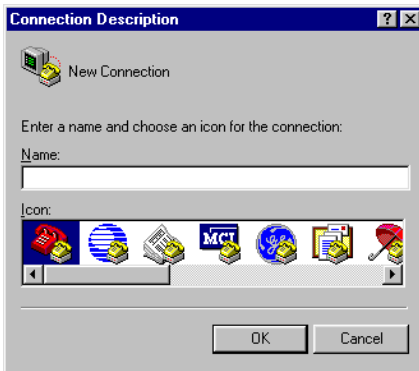 Connection Description
New Connection
Enter a name and choose an icon for the connection:
Name:
Icon:
MCI
OK
Cancel